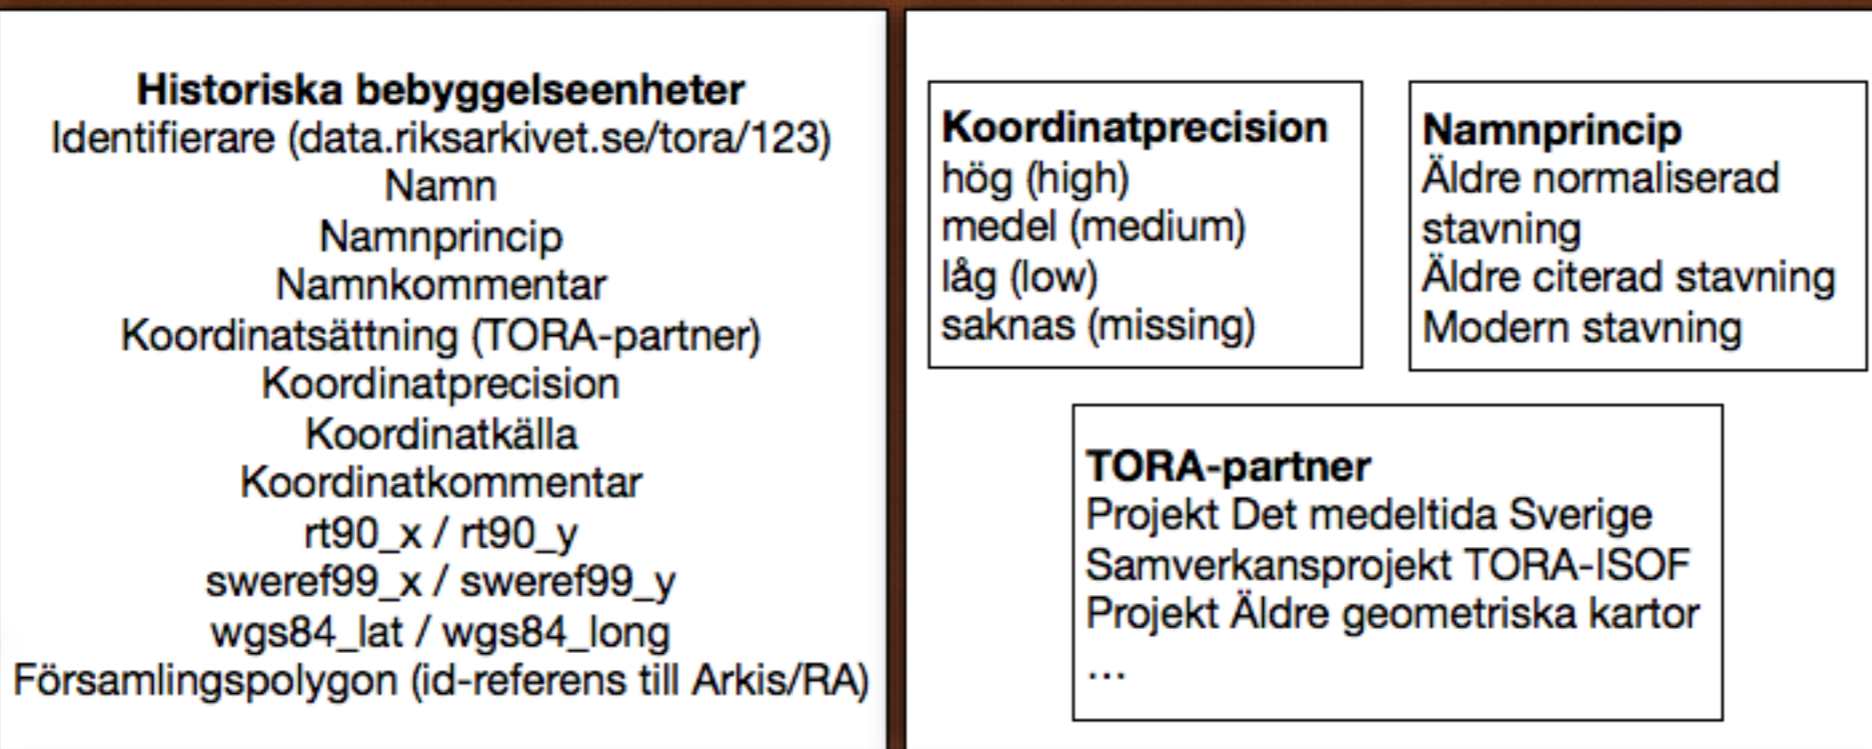 Historiska bebyggelseenheter
Identifierare (data.riksarkivet.se/tora/123)
Namn
Namnprincip
Namnkommentar
Koordinatsättning (TORA-partner)
Koordinatprecision
Koordinatkälla
Koordinatkommentar
rt90_x / rt90_y
sweref99_x / sweref99_y
wgs84_lat / wgs84_long
Församlingspolygon (id-referens till Arkis/RA)
Koordinatprecision
hög (high)
medel (medium)
låg (low)
saknas (missing)
Namnprincip
Äldre normaliserad
stavning
Äldre citerad stavning
Modern stavning
TORA-partner
Projekt Det medeltida Sverige
Samverkansprojekt TORA-ISOF
Projekt Äldre geometriska kartor
…